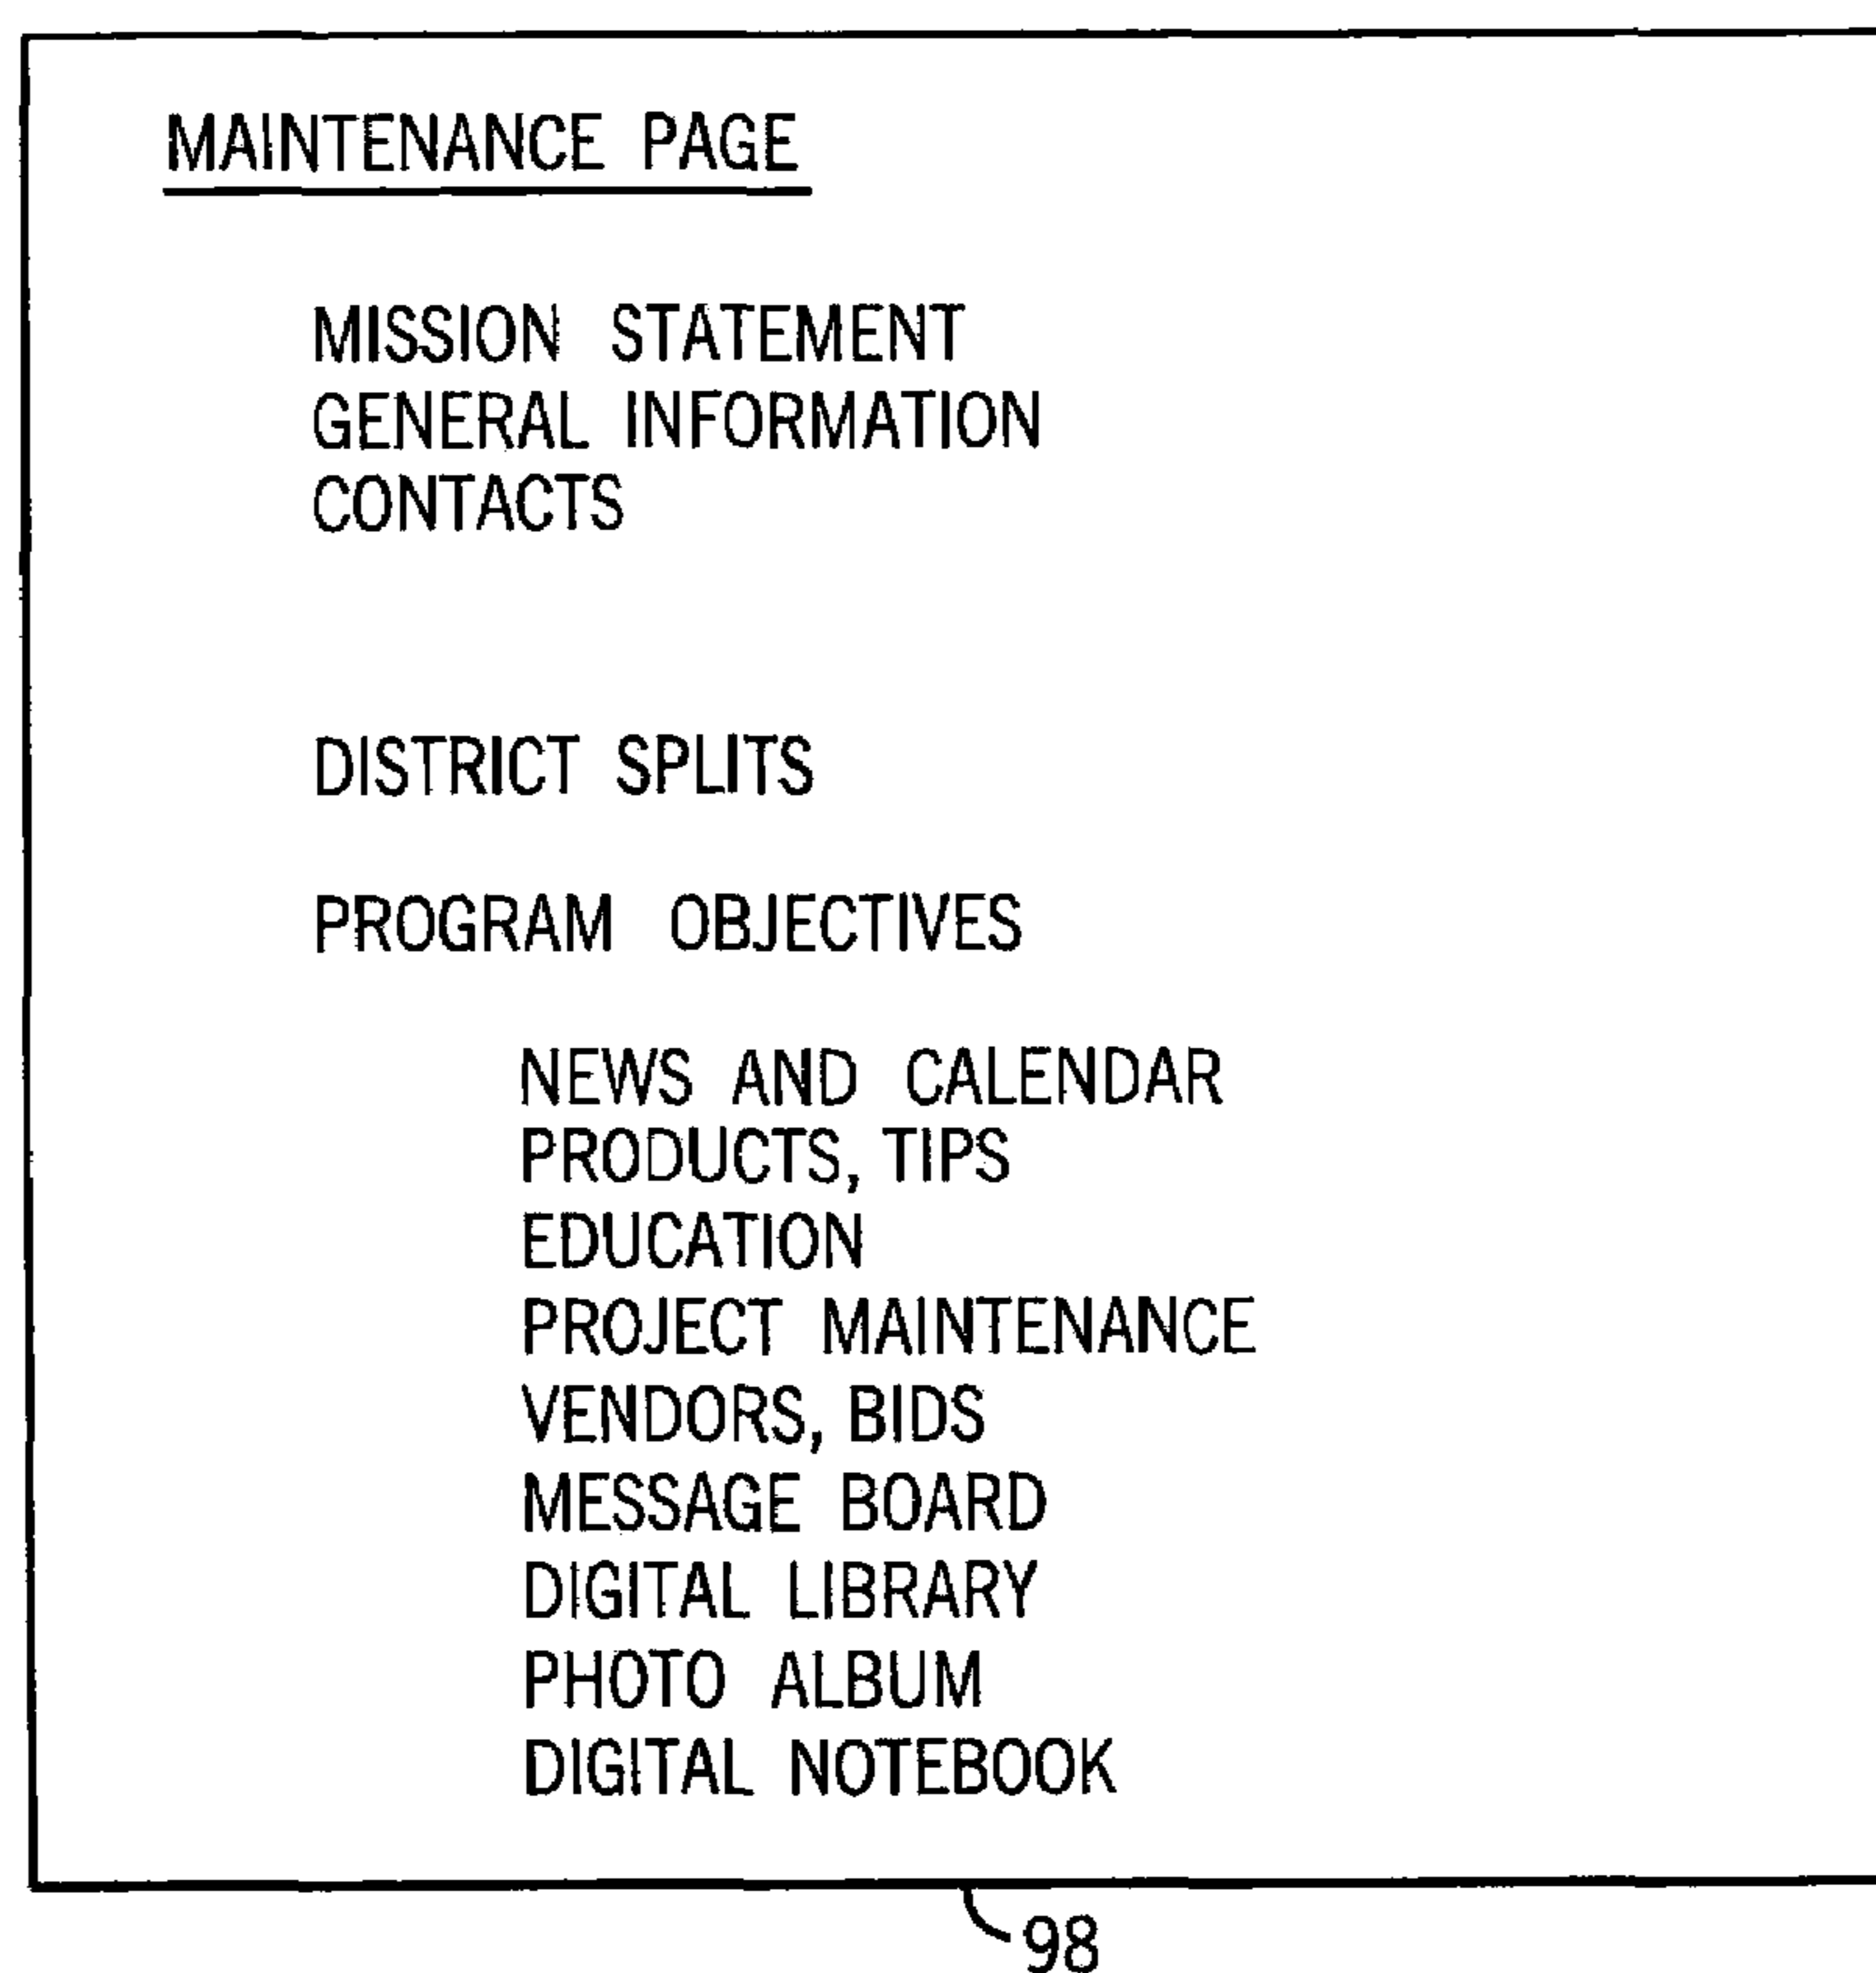 MAINTENANCE PAGE
MISSION STATEMENT
GENERAL INFORMATION
CONTACTS
DISTRICT SPLITS
PROGRAM OBJECTIVES
NEWS AND CALENDAR
PRODUCTS, TIPS
EDUCATION
PROJECT MAINTENANCE
VENDORS, BIDS
MESSAGE BOARD
DIGITAL LIBRARY
PHOTO ALBUM
DIGITAL NOTEBOOK
98